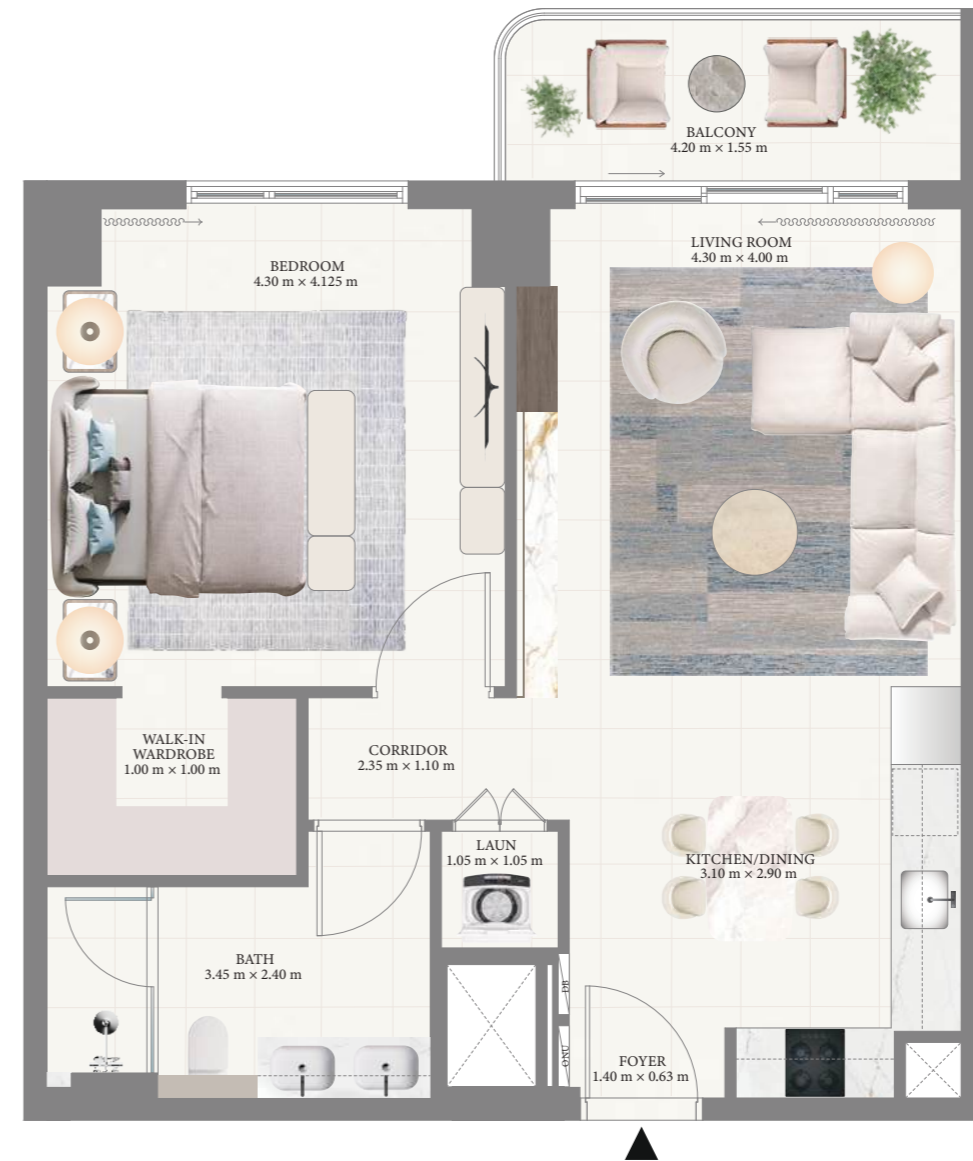 BALCONY
4.20 m × 1.55 m
LIVING ROOM
4.30 m × 4.00 m
BEDROOM
4.30 m × 4.125 m
WALK-IN
WARDROBE
1.00 m × 1.00 m
CORRIDOR
2.35 m × 1.10 m
LAUN
1.05 m × 1.05 m
KITCHEN/DINING
3.10 m × 2.90 m
BATH
3.45 m × 2.40 m
DB
ONU
FOYER
1.40 m × 0.63 m